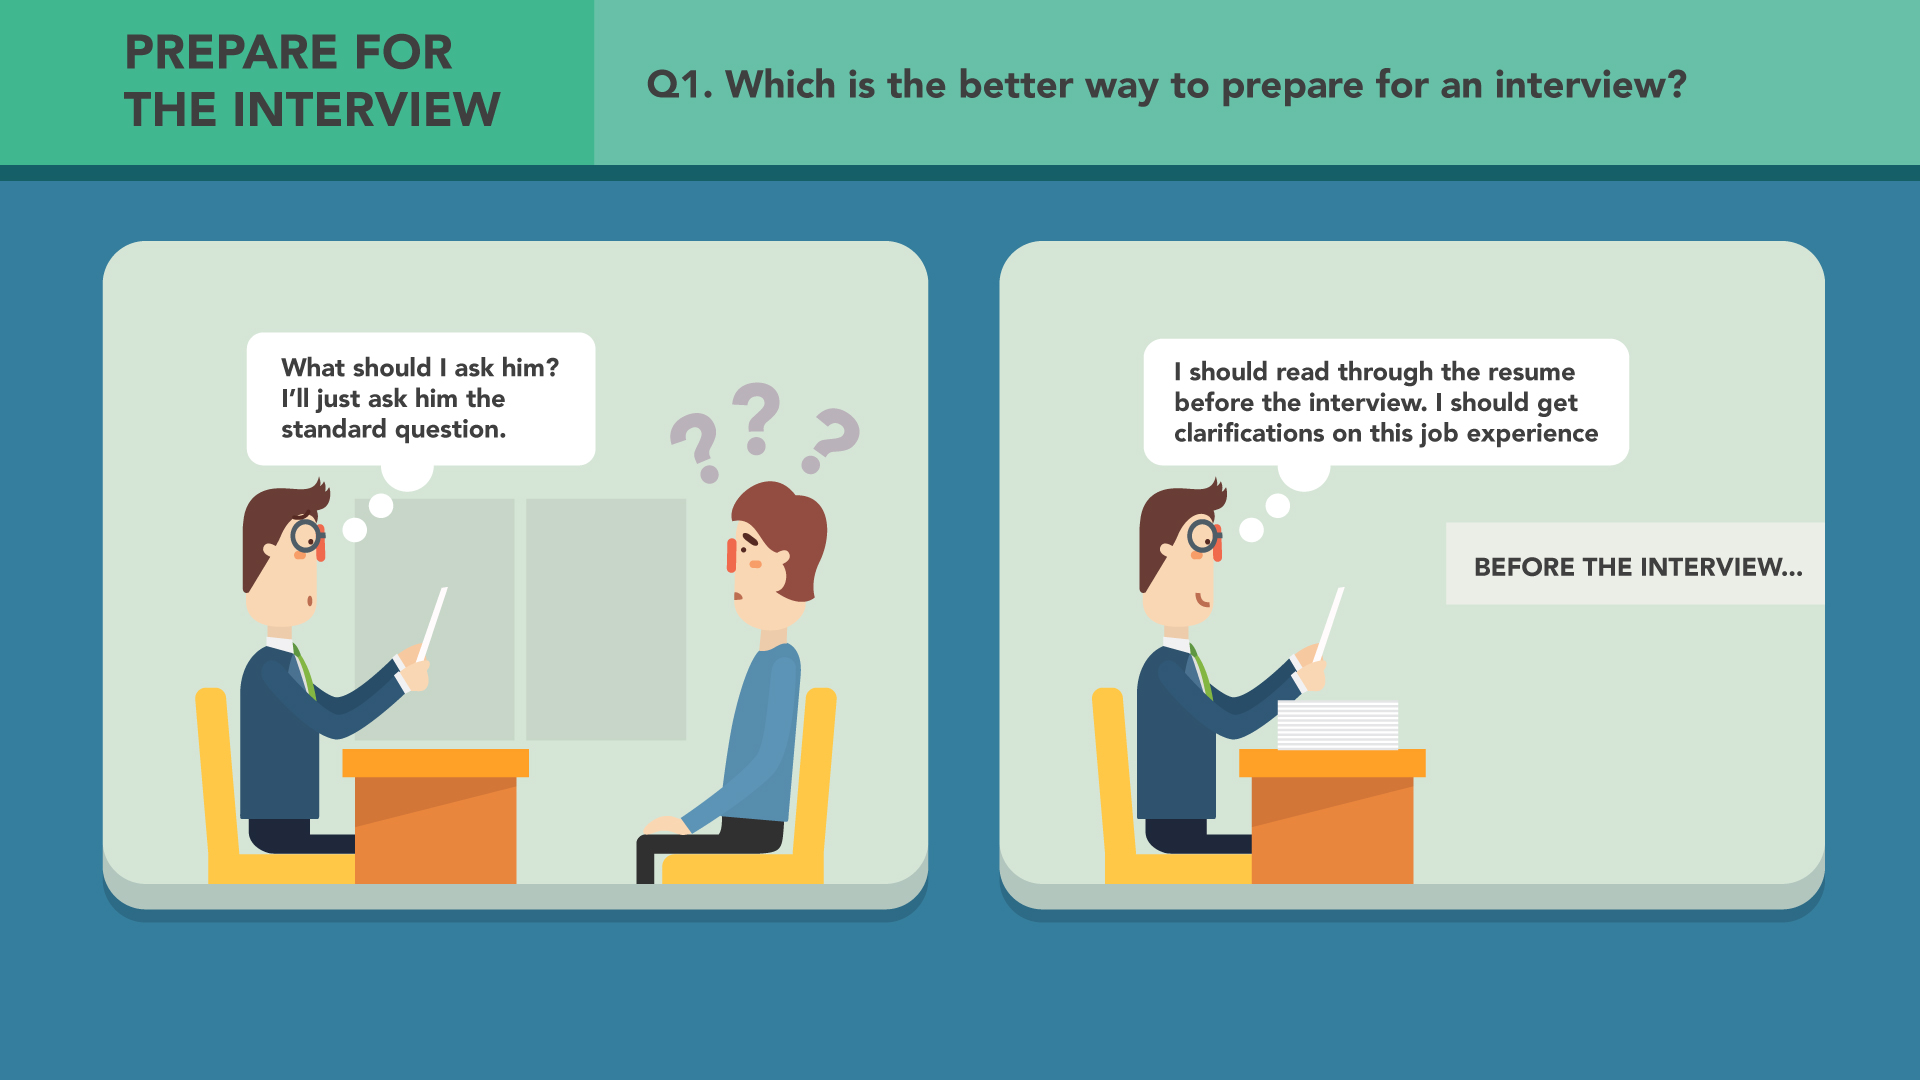 PREPARE FOR
THE INTERVIEW
Q1. Which is the better way to prepare for an interview?
What should I ask him?
I'll just ask him the
standard question.
? ? ?
I should read through the resume
before the interview. I should get
clarifications on this job experience
BEFORE THE INTERVIEW...